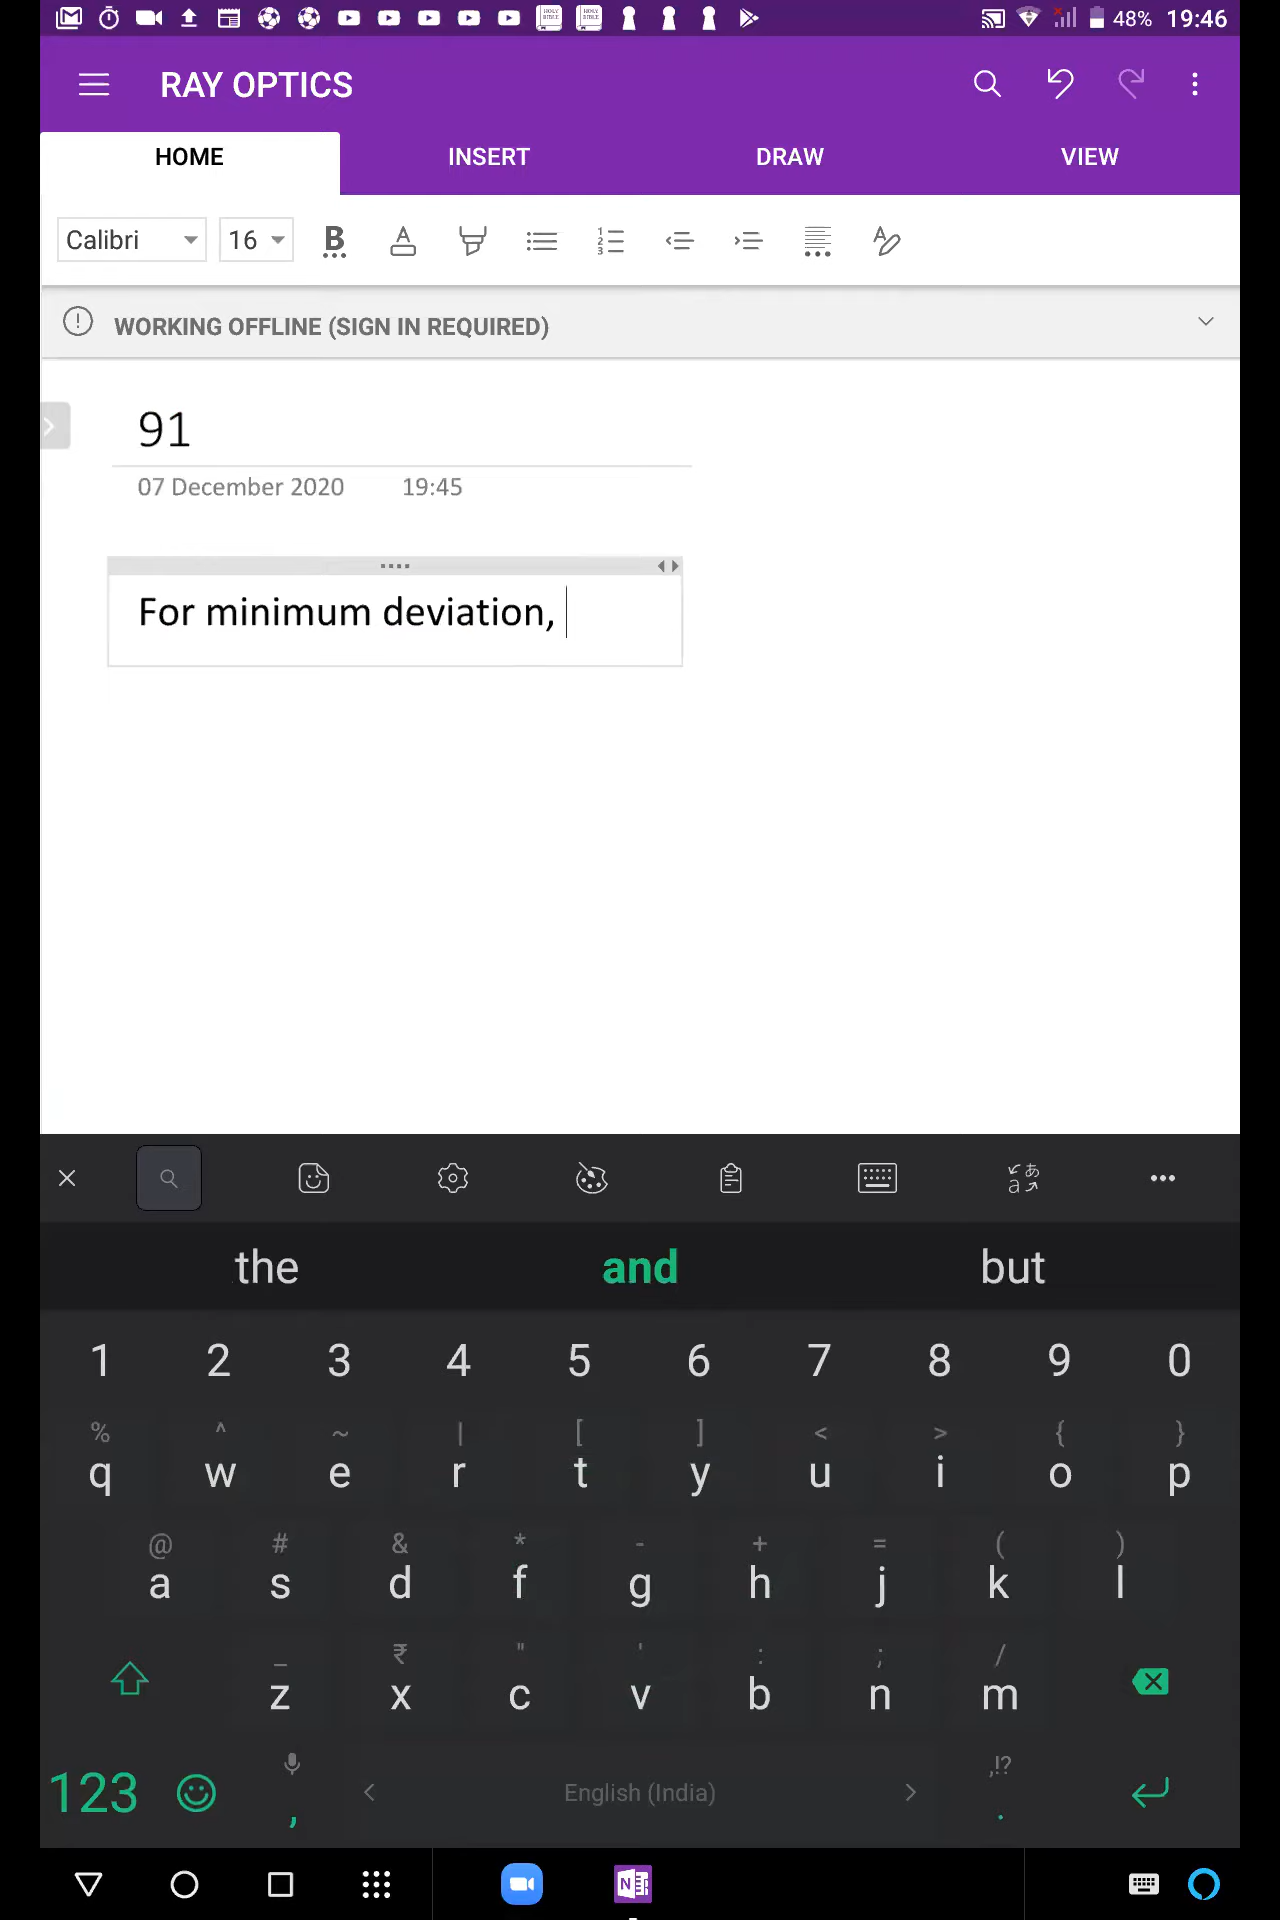 48% 19:46
RAY OPTICS
HOME INSERT DRAW VIEW
Calibri 16 B A
WORKING OFFLINE (SIGN IN REQUIRED)
91
07 December 2020 19:45
For minimum deviation,
the and but
1 2 3 4 5 6 7 8 9 0
% ^ ~ | [ ] < > { }
q w e r t y u i o p
@ # & * - + = ( )
a s d f g h j k l
_ ₹ " ' : ; /
z x c v b n m
,!?
123 , < English (India) > .